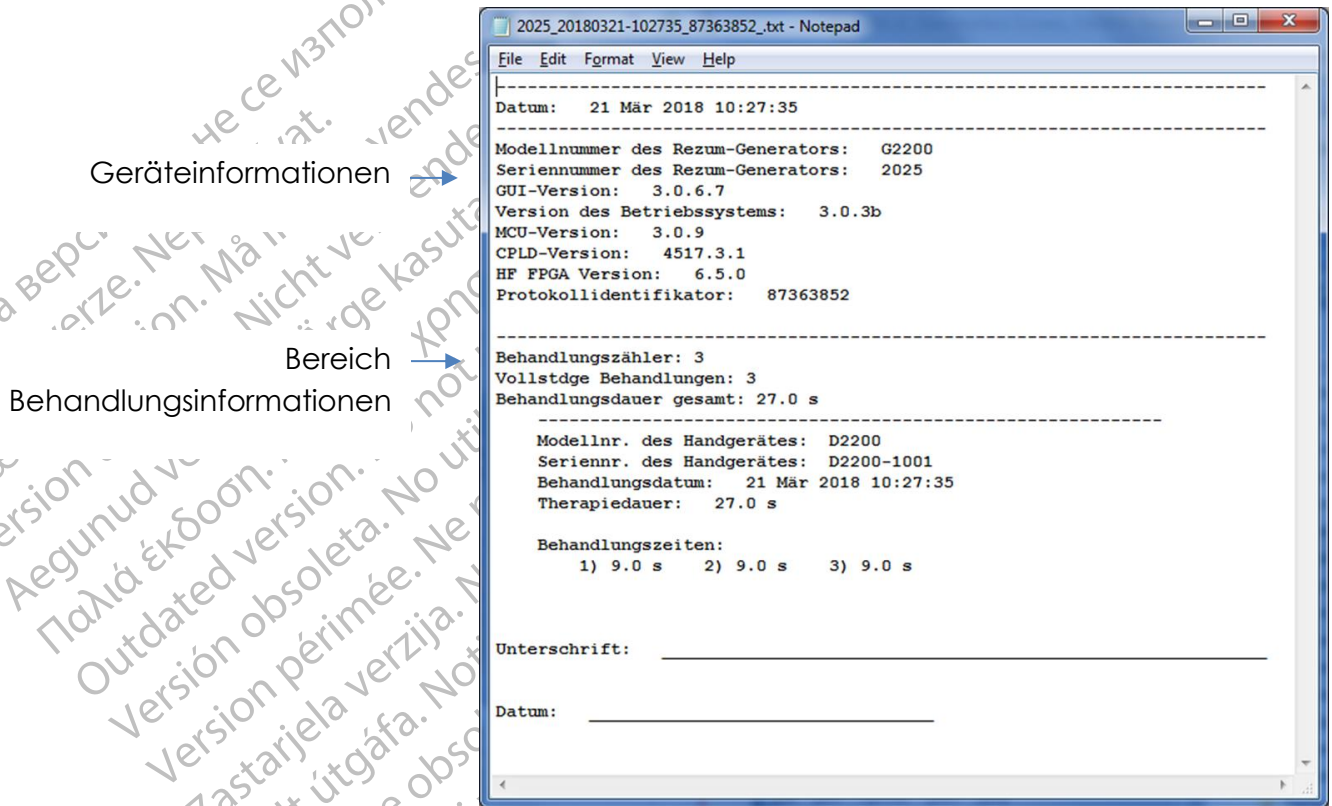 2025_20180321-102735_87363852_.txt - Notepad
File Edit Format View Help
--------------------------------------------------------------------------
Datum: 21 Mär 2018 10:27:35
--------------------------------------------------------------------------
Modellnummer des Rezum-Generators: G2200
Geräteinformationen
Seriennummer des Rezum-Generators: 2025
GUI-Version: 3.0.6.7
Version des Betriebssystems: 3.0.3b
MCU-Version: 3.0.9
CPLD-Version: 4517.3.1
HF FPGA Version: 6.5.0
Protokollidentifikator: 87363852
--------------------------------------------------------------------------
Bereich
Behandlungsinformationen
Behandlungszähler: 3
Vollstdge Behandlungen: 3
Behandlungsdauer gesamt: 27.0 s
------------------------------------------------------------
Modellnr. des Handgerätes: D2200
Seriennr. des Handgerätes: D2200-1001
Behandlungsdatum: 21 Mär 2018 10:27:35
Therapiedauer: 27.0 s
Behandlungszeiten:
1) 9.0 s 2) 9.0 s 3) 9.0 s
Unterschrift:
Datum:
не се
Nicht
Παλιά έκδοση.
Outdated version.
Versión obsoleta. No
Version périmée. Ne
Zastarjela verzija.